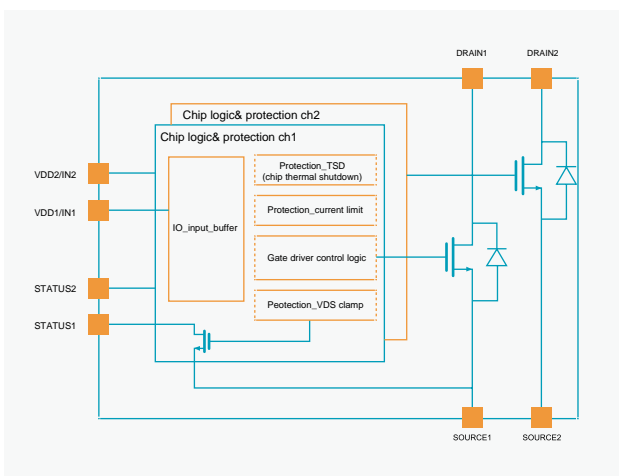 DRAIN1
DRAIN2
Chip logic& protection ch2
Chip logic& protection ch1
VDD2/IN2
VDD1/IN1
STATUS2
STATUS1
IO_input_buffer
Protection_TSD
(chip thermal shutdown)
Protection_current limit
Gate driver control logic
Peotection_VDS clamp
SOURCE1
SOURCE2